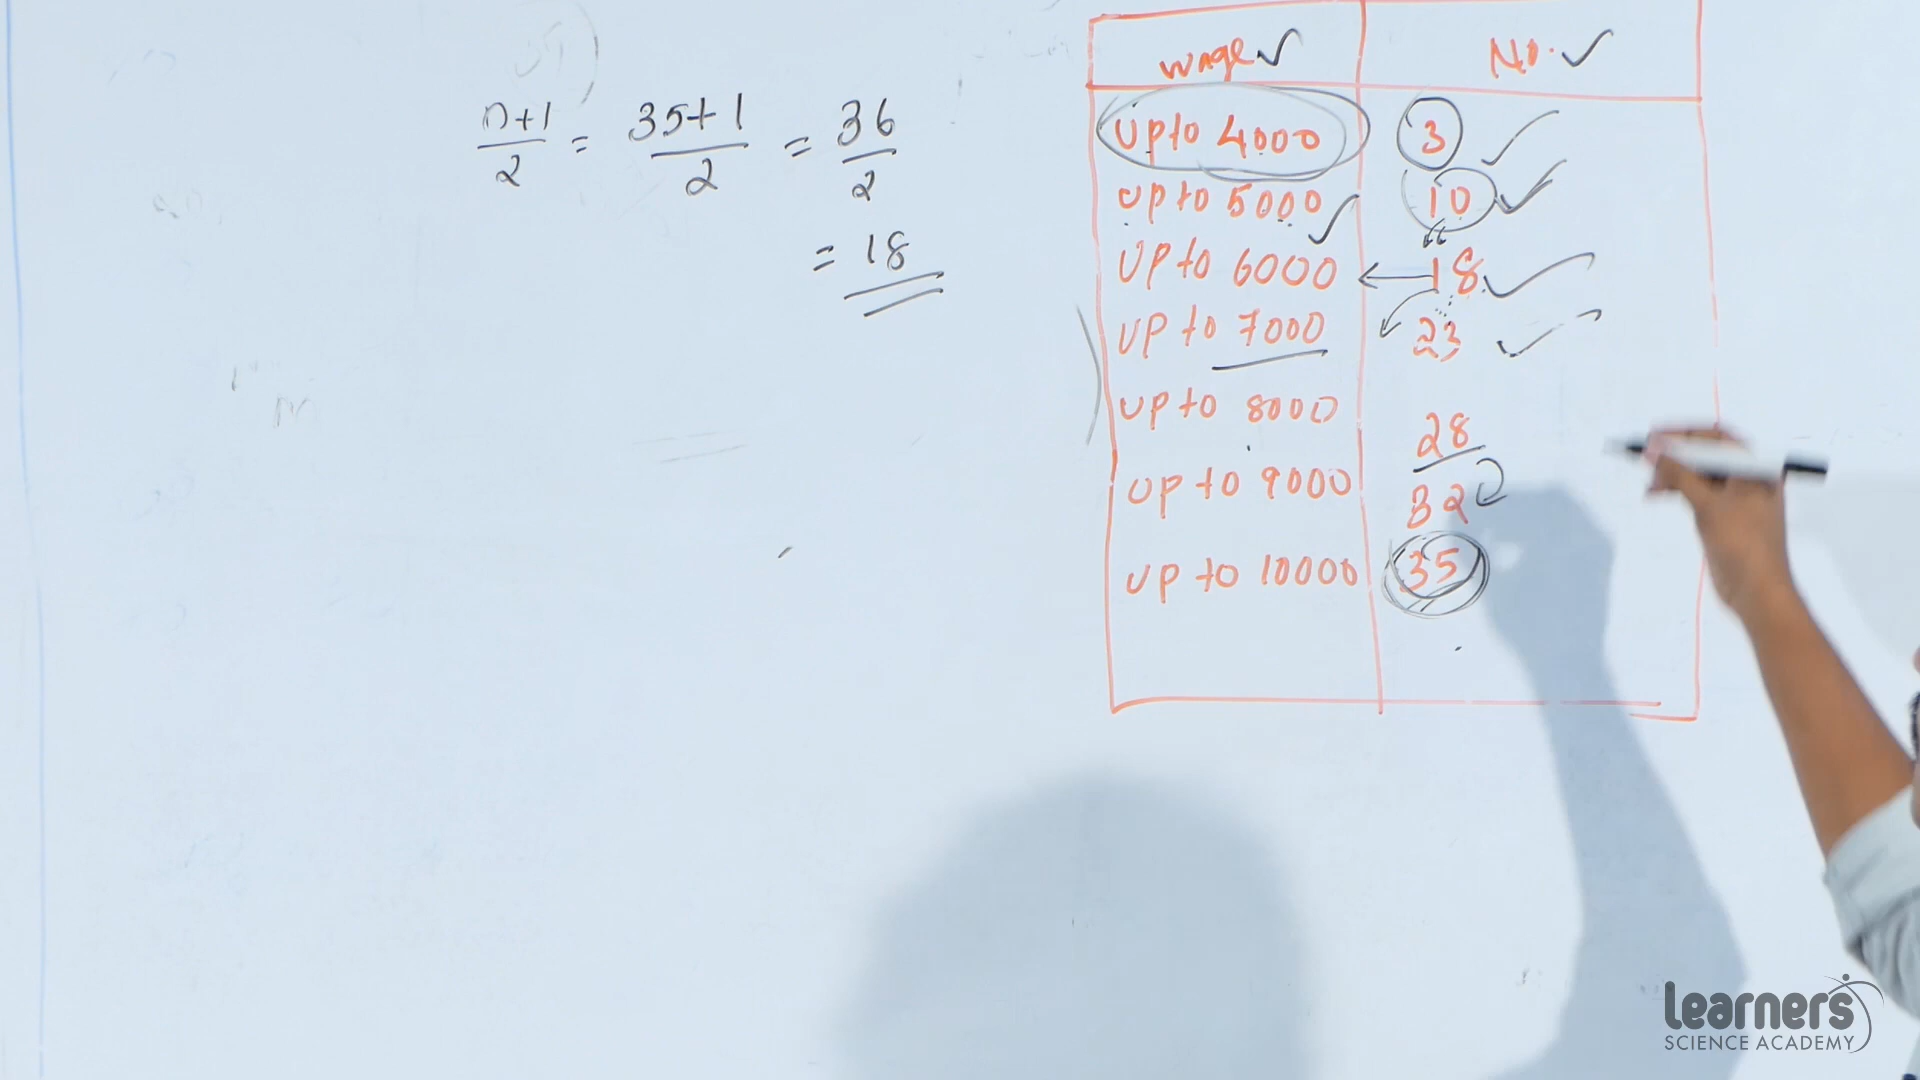 n+1/2 = 35+1/2 = 36/2
= 18
wage No.
upto 4000 3
upto 5000 10
upto 6000 18
upto 7000 23
upto 8000 28
upto 9000 32
upto 10000 35
Learners
SCIENCE ACADEMY